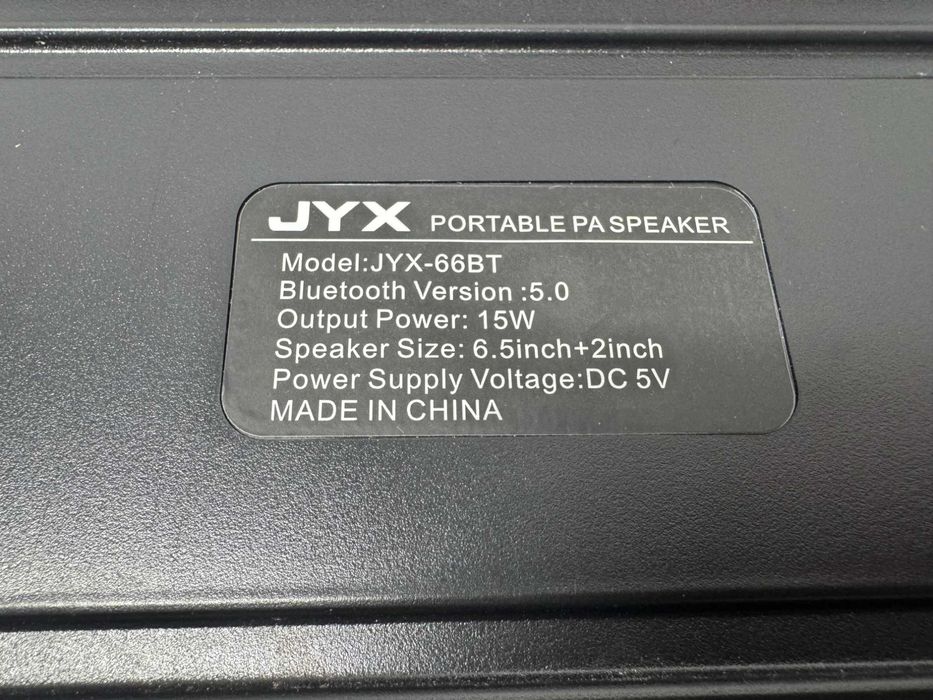 JYX PORTABLE PA SPEAKER
Model:JYX-66BT
Bluetooth Version :5.0
Output Power: 15W
Speaker Size: 6.5inch+2inch
Power Supply Voltage:DC 5V
MADE IN CHINA